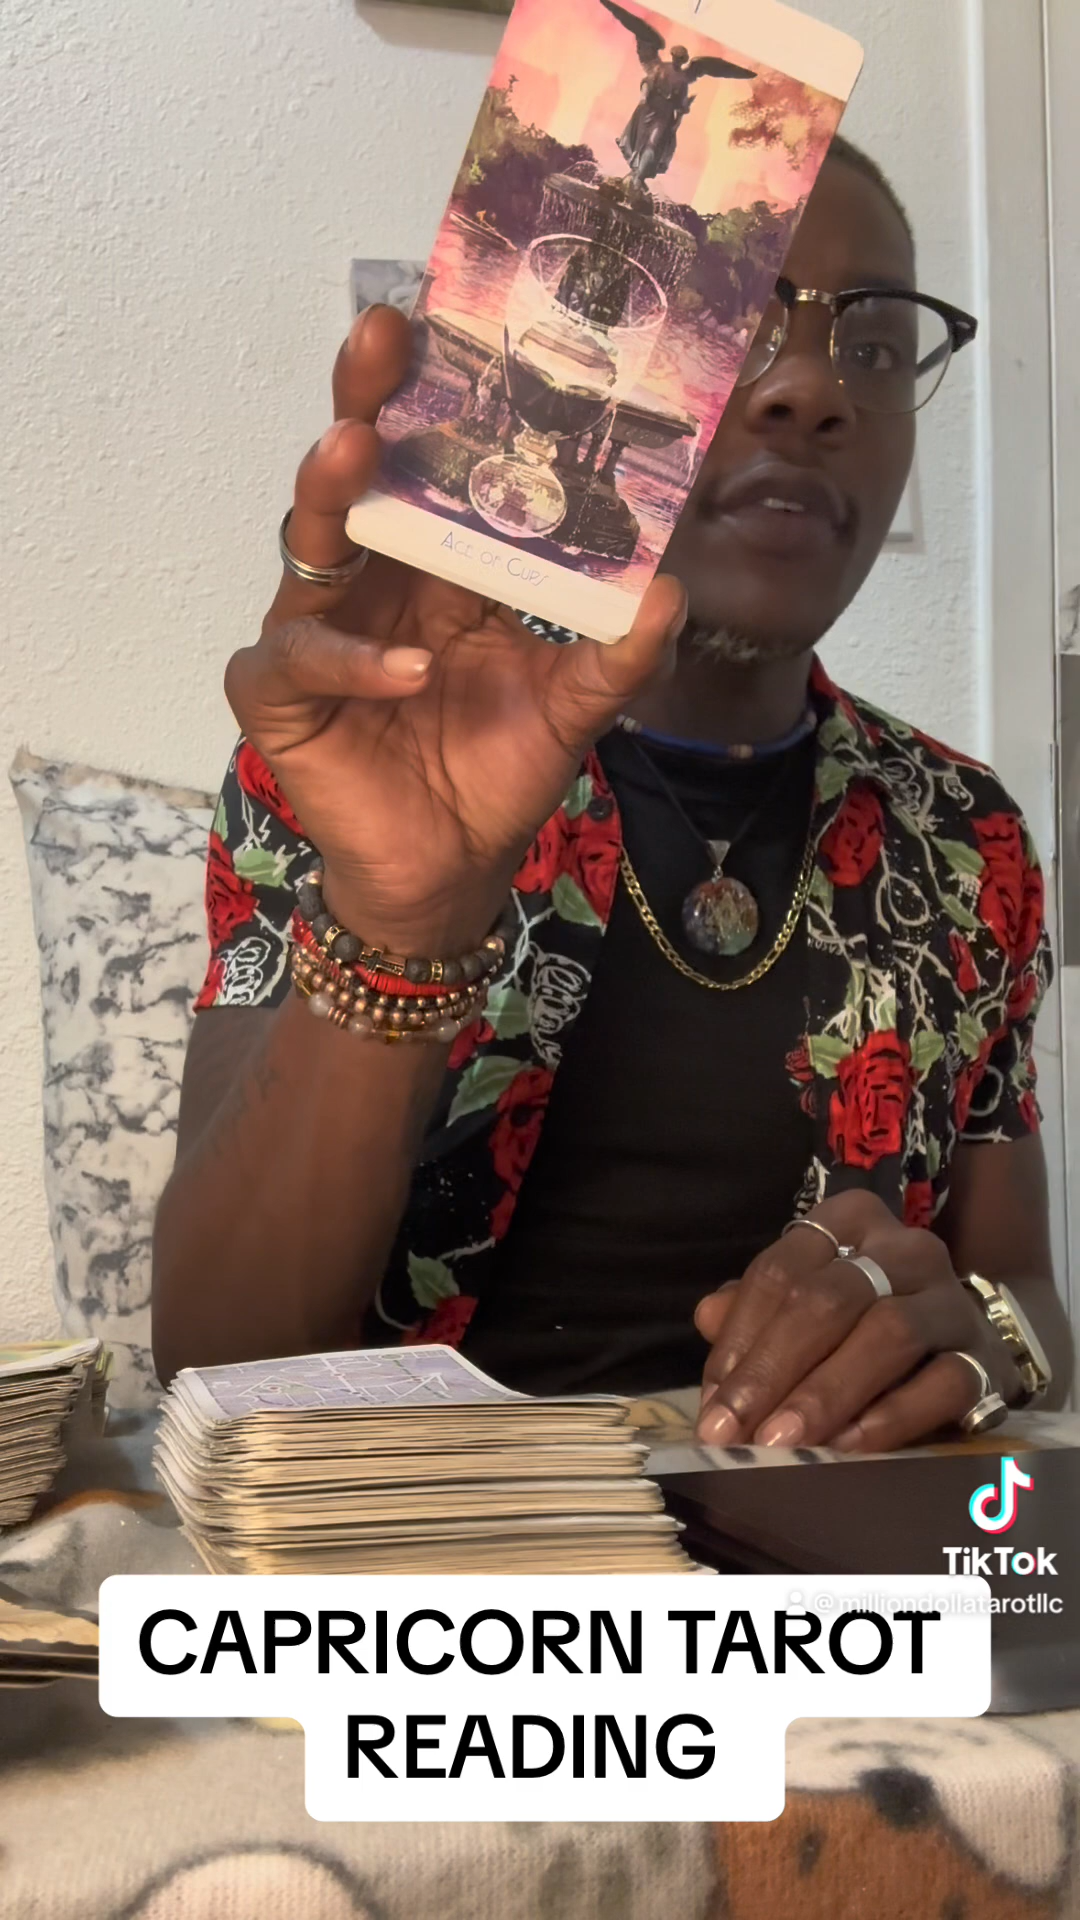 Ace of Cups
TikTok
@milliondollatarotllc
CAPRICORN TAROT
READING